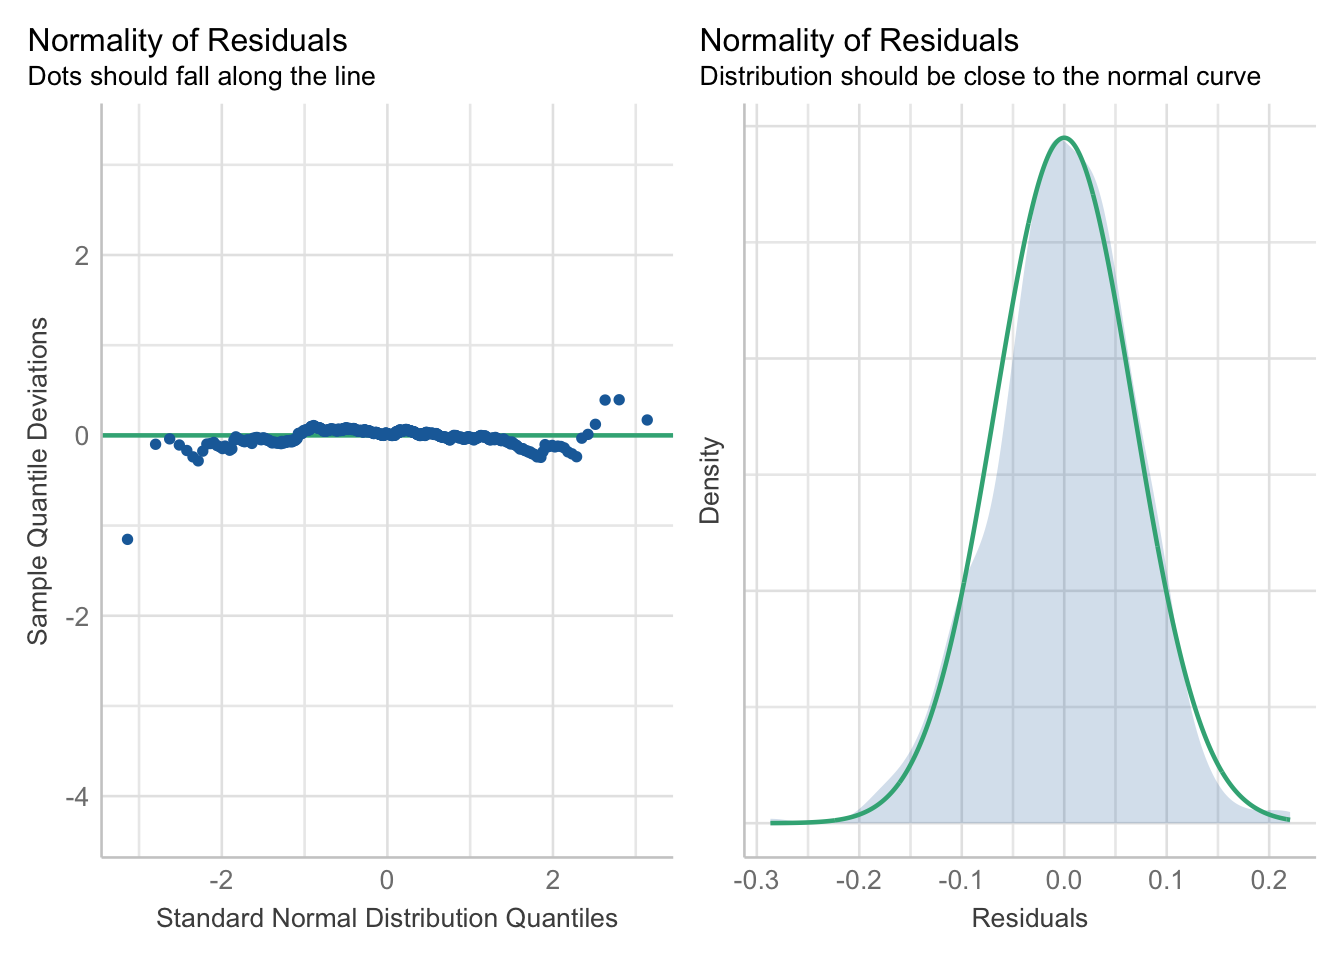 Normality of Residuals
Dots should fall along the line
Sample Quantile Deviations
2
0
-2
-4
-2
0
2
Standard Normal Distribution Quantiles
Normality of Residuals
Distribution should be close to the normal curve
Density
-0.3
-0.2
-0.1
0.0
0.1
0.2
Residuals